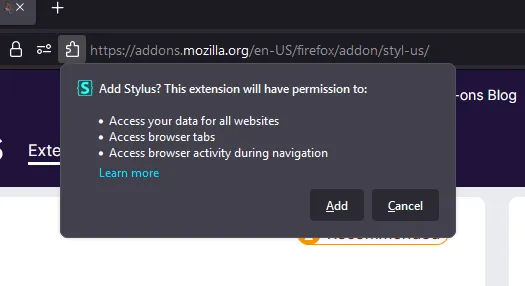 https://addons.mozilla.org/en-US/firefox/addon/styl-us/
Add Stylus? This extension will have permission to:
-ons Blog
• Access your data for all websites
• Access browser tabs
• Access browser activity during navigation
Exte
Learn more
Add
Cancel